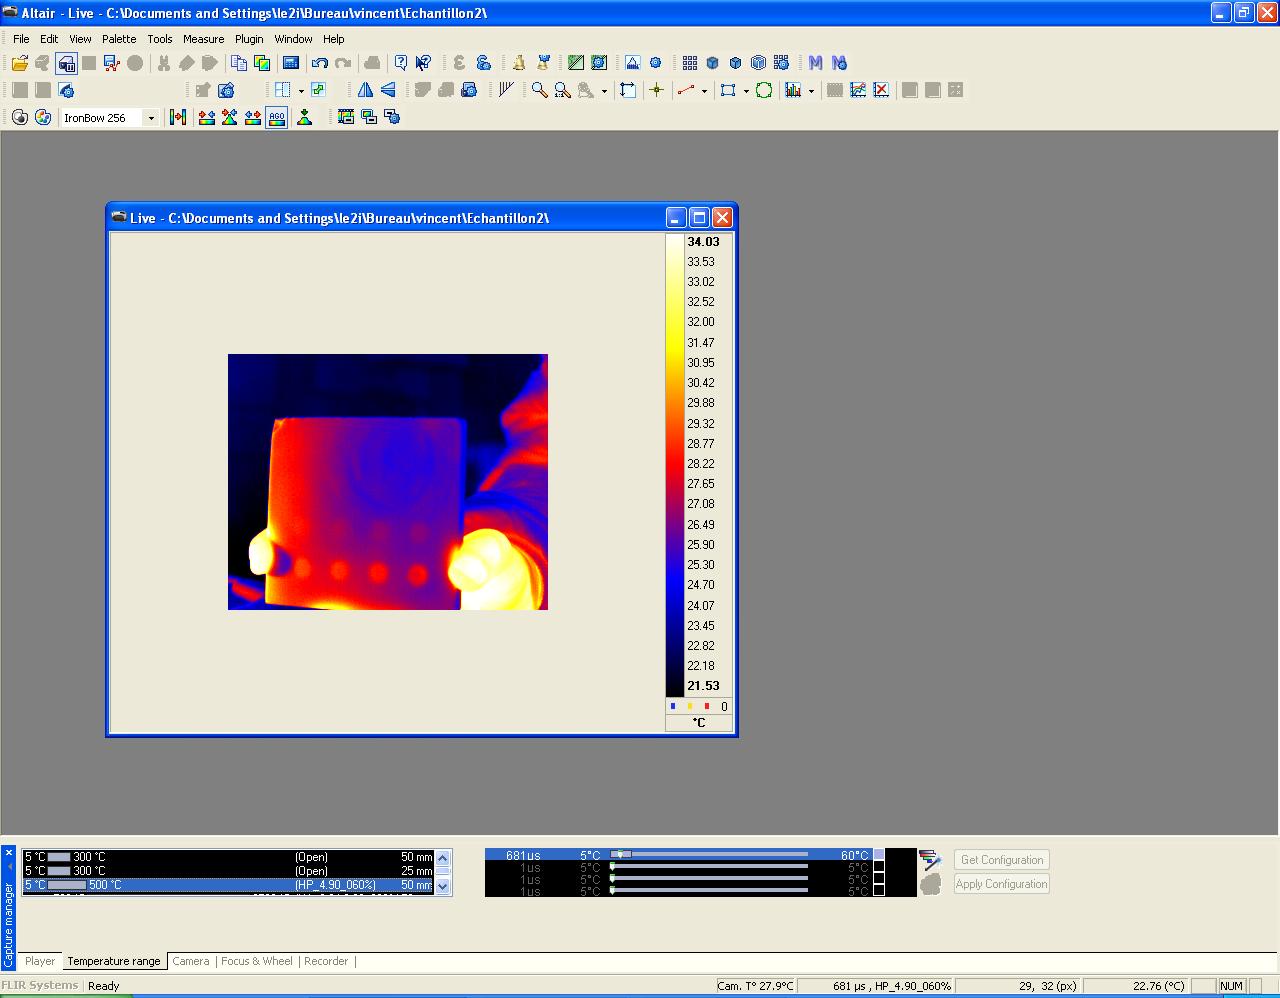 Altair - Live - C:\Documents and Settings\le2i\Bureau\vincent\Echantillon2\
File Edit View Palette Tools Measure Plugin Window Help
IronBow 256
AGO
Live - C:\Documents and Settings\le2i\Bureau\vincent\Echantillon2\
34.03
33.53
33.02
32.52
32.00
31.47
30.95
30.42
29.88
29.32
28.77
28.22
27.65
27.08
26.49
25.90
25.30
24.70
24.07
23.45
22.82
22.18
21.53
0
°C
Capture manager
5 °C 300 °C (Open) 50 mm
5 °C 300 °C (Open) 25 mm
5 °C 500 °C (HP_4.90_060%) 50 mm
681us 5°C 60°C
1us 5°C 5°C
1us 5°C 5°C
1us 5°C 5°C
Get Configuration
Apply Configuration
Player Temperature range Camera Focus & Wheel Recorder
FLIR Systems Ready Cam. T° 27.9°C 681 µs , HP_4.90_060% 29, 32 (px) 22.76 (°C) NUM